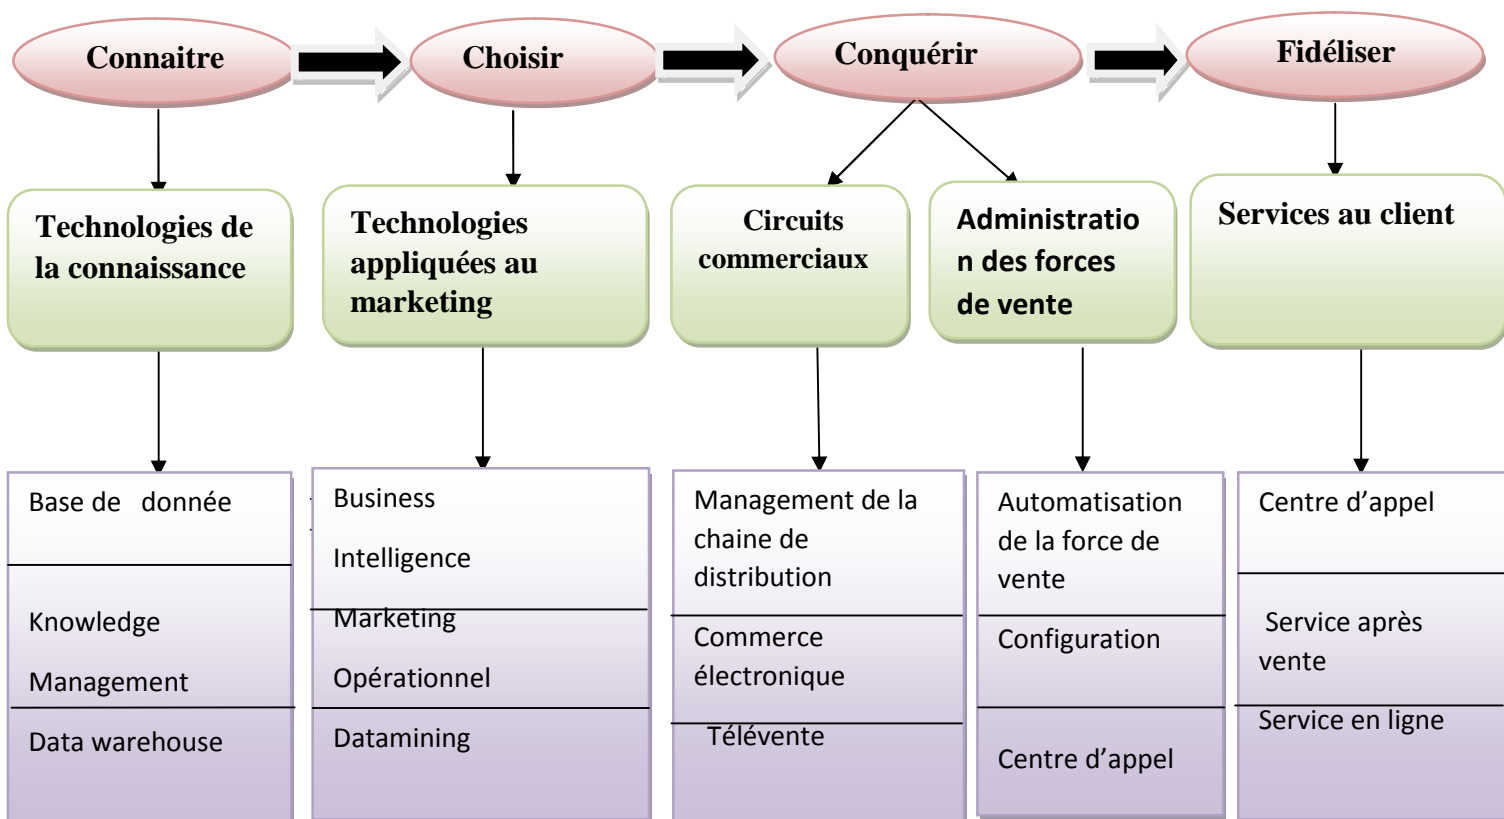 Connaitre
Choisir
Conquérir
Fidéliser
Technologies de
la connaissance
Technologies
appliquées au
marketing
Circuits
commerciaux
Administratio
n des forces
de vente
Services au client
Base de donnée
Knowledge
Management
Data warehouse
Business
Intelligence
Marketing
Opérationnel
Datamining
Management de la
chaine de
distribution
Commerce
électronique
Télévente
Automatisation
de la force de
vente
Configuration
Centre d’appel
Centre d’appel
Service après
vente
Service en ligne